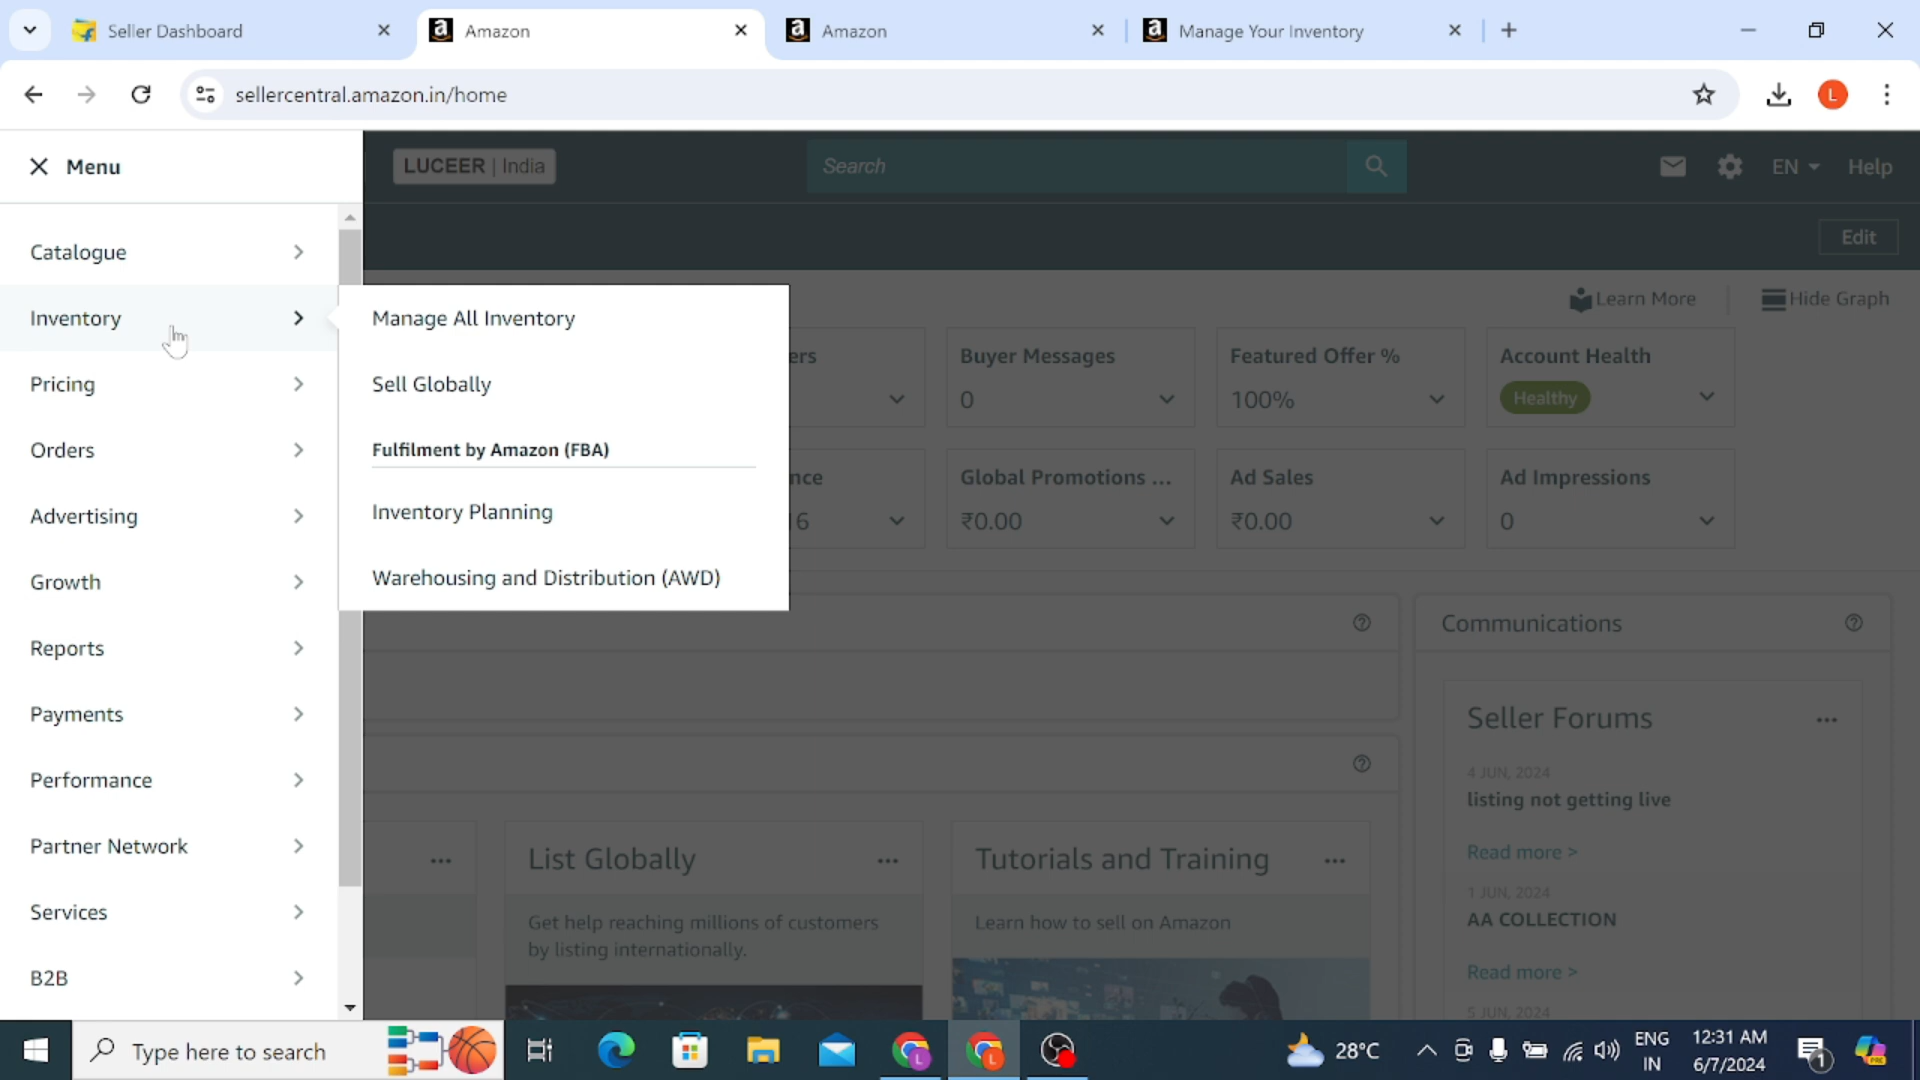 Seller Dashboard
Amazon
Amazon
Manage Your Inventory
sellercentral.amazon.in/home
L
Menu
LUCEER | India
Search
EN
Help
Edit
Catalogue
Inventory
Pricing
Orders
Advertising
Growth
Reports
Payments
Performance
Partner Network
Services
B2B
Manage All Inventory
Sell Globally
Fulfilment by Amazon (FBA)
Inventory Planning
Warehousing and Distribution (AWD)
Learn More
Hide Graph
ers
Buyer Messages
0
Featured Offer %
100%
Account Health
Healthy
nce
16
Global Promotions ...
₹0.00
Ad Sales
₹0.00
Ad Impressions
0
Communications
Seller Forums
4 JUN, 2024
listing not getting live
Read more >
1 JUN, 2024
AA COLLECTION
Read more >
5 JUN, 2024
List Globally
Get help reaching millions of customers
by listing internationally.
Tutorials and Training
Learn how to sell on Amazon
Type here to search
28°C
ENG
IN
12:31 AM
6/7/2024
1